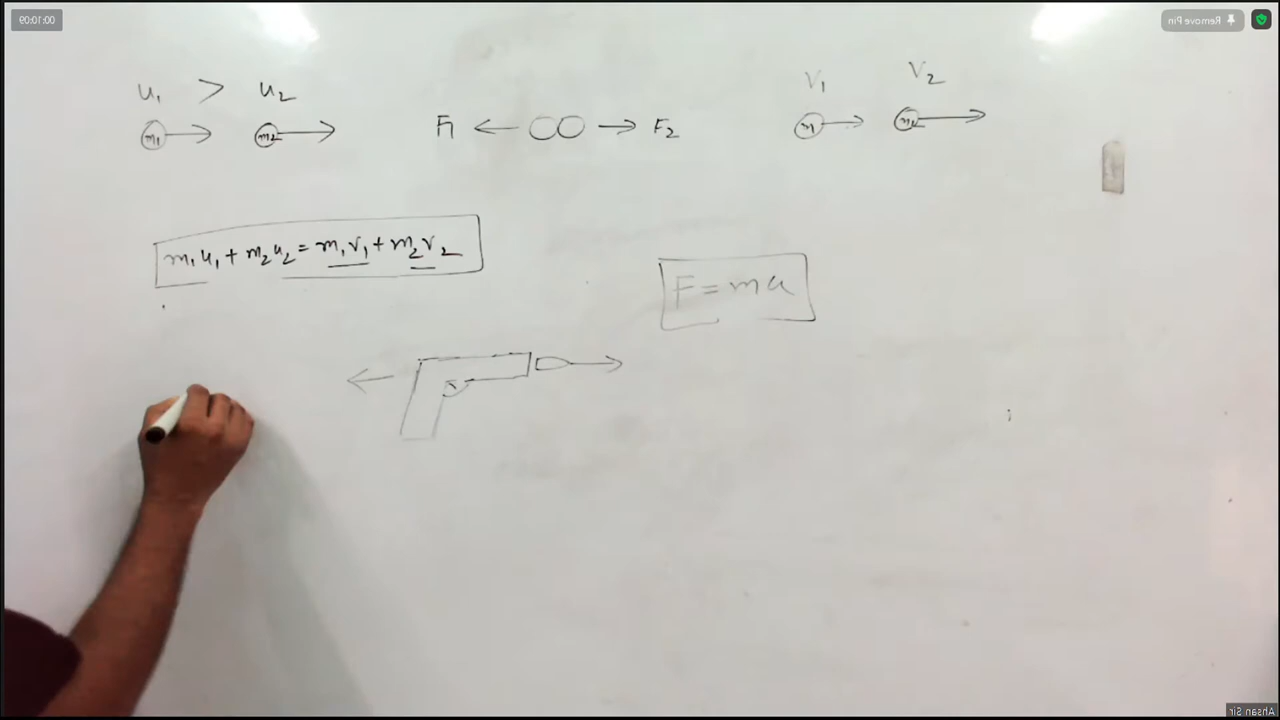 00:10:09
Remove Pin
u₁ > u₂
m₁ m₂
F₁ F₂
V₁ V₂
m₁ m₂
m₁u₁ + m₂u₂ = m₁v₁ + m₂v₂
F = ma
Ahsan Sir